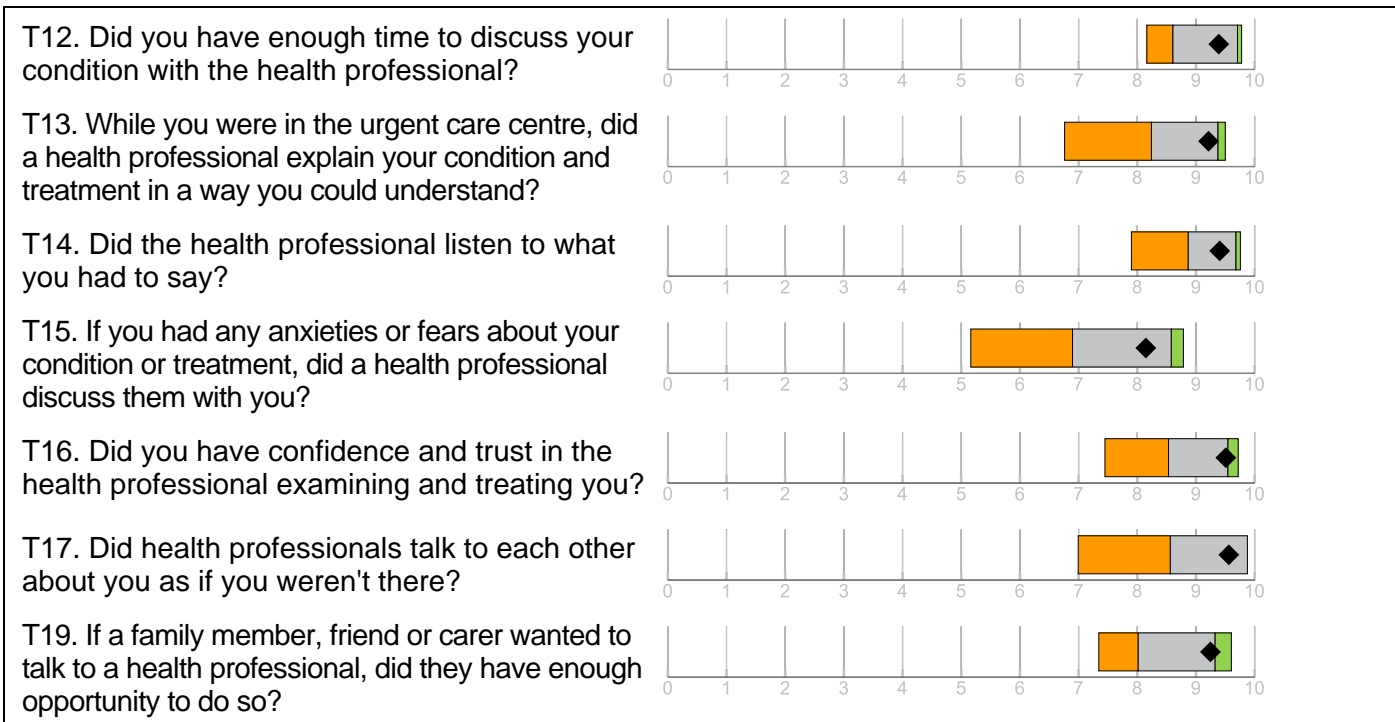 T12. Did you have enough time to discuss your
condition with the health professional?
0 1 2 3 4 5 6 7 8 9 10
T13. While you were in the urgent care centre, did
a health professional explain your condition and
treatment in a way you could understand?
0 1 2 3 4 5 6 7 8 9 10
T14. Did the health professional listen to what
you had to say?
0 1 2 3 4 5 6 7 8 9 10
T15. If you had any anxieties or fears about your
condition or treatment, did a health professional
discuss them with you?
0 1 2 3 4 5 6 7 8 9 10
T16. Did you have confidence and trust in the
health professional examining and treating you?
0 1 2 3 4 5 6 7 8 9 10
T17. Did health professionals talk to each other
about you as if you weren't there?
0 1 2 3 4 5 6 7 8 9 10
T19. If a family member, friend or carer wanted to
talk to a health professional, did they have enough
opportunity to do so?
0 1 2 3 4 5 6 7 8 9 10